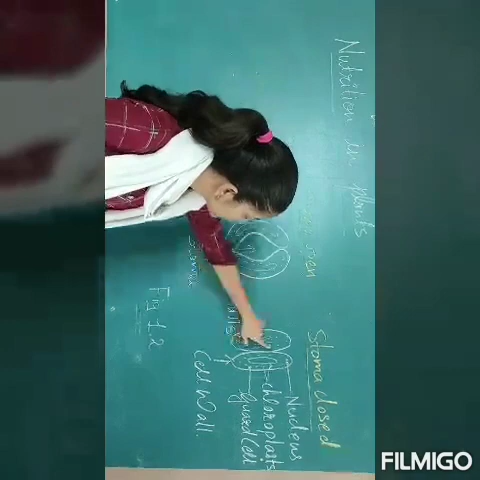 Nutrition in plants
Stoma closed
Nucleus
chloroplasts
guard cell
Cell Wall.
Fig 1.2
FILMIGO